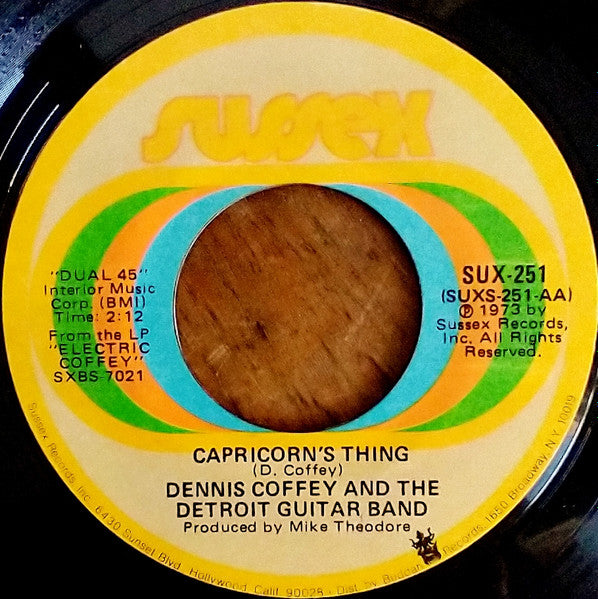 sussex
"DUAL 45"
Interior Music
Corp. (BMI)
Time: 2:12
From the LP
"ELECTRIC
COFFEY"
SXBS-7021
SUX-251
(SUXS-251-AA)
Ⓟ 1973 by
Sussex Records,
Inc. All Rights
Reserved.
CAPRICORN'S THING
(D. Coffey)
DENNIS COFFEY AND THE
DETROIT GUITAR BAND
Produced by Mike Theodore
Sussex Records, Inc. 6430 Sunset Blvd., Hollywood, Calif. 90028 - Dist. by Buddah Records, 1650 Broadway, N.Y. 10019